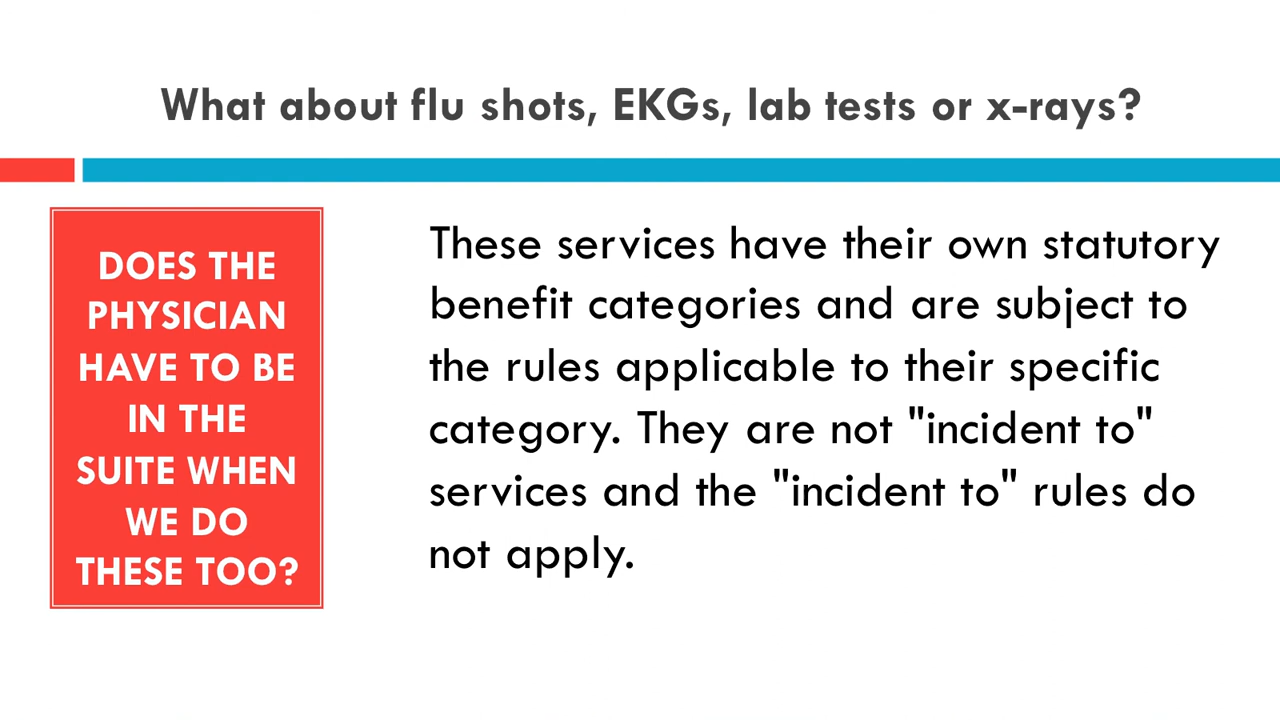 What about flu shots, EKGs, lab tests or x-rays?
DOES THE
PHYSICIAN
HAVE TO BE
IN THE
SUITE WHEN
WE DO
THESE TOO?
These services have their own statutory
benefit categories and are subject to
the rules applicable to their specific
category. They are not "incident to"
services and the "incident to" rules do
not apply.